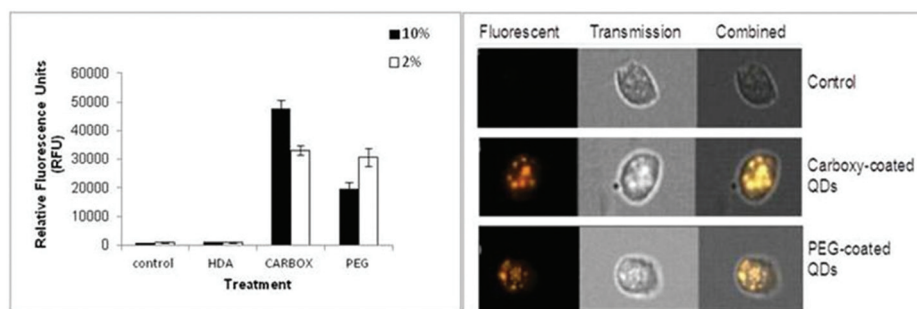 10%
2%
Relative Fluorescence Units
(RFU)
60000
50000
40000
30000
20000
10000
0
control HDA CARBOX PEG
Treatment
Fluorescent Transmission Combined
Control
Carboxy-coated
QDs
PEG-coated
QDs